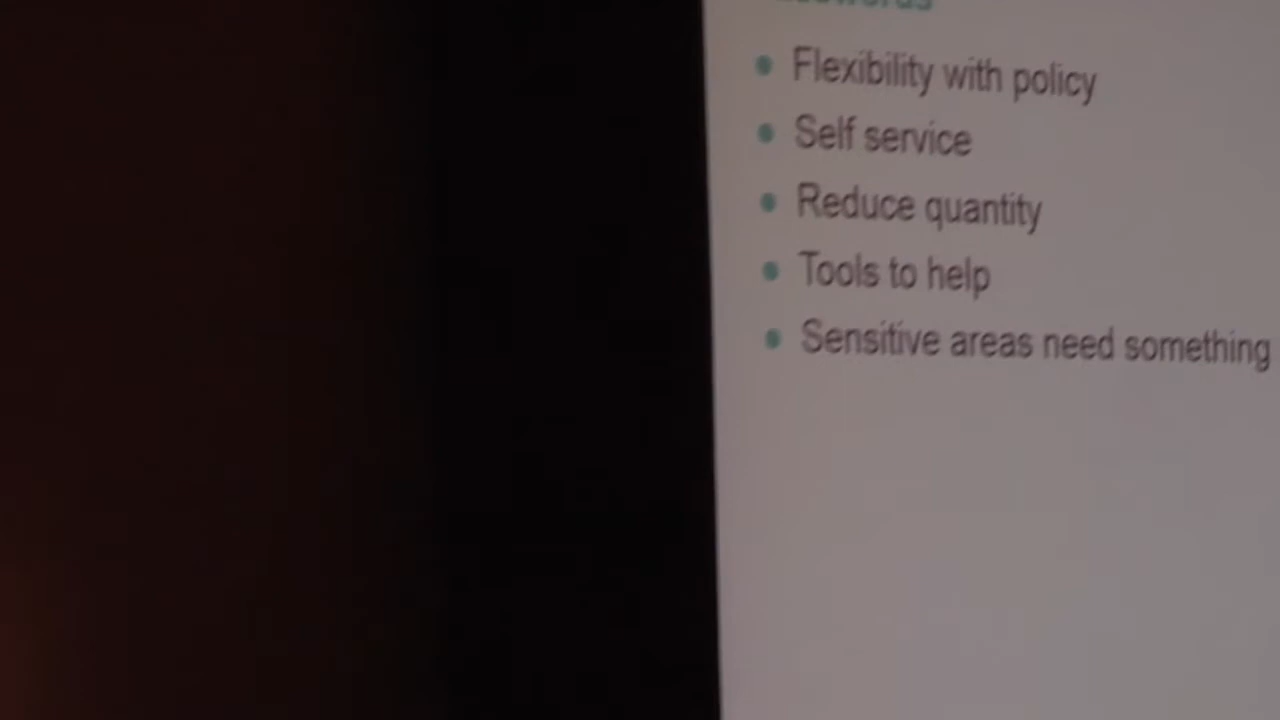 Flexibility with policy
Self service
Reduce quantity
Tools to help
Sensitive areas need something